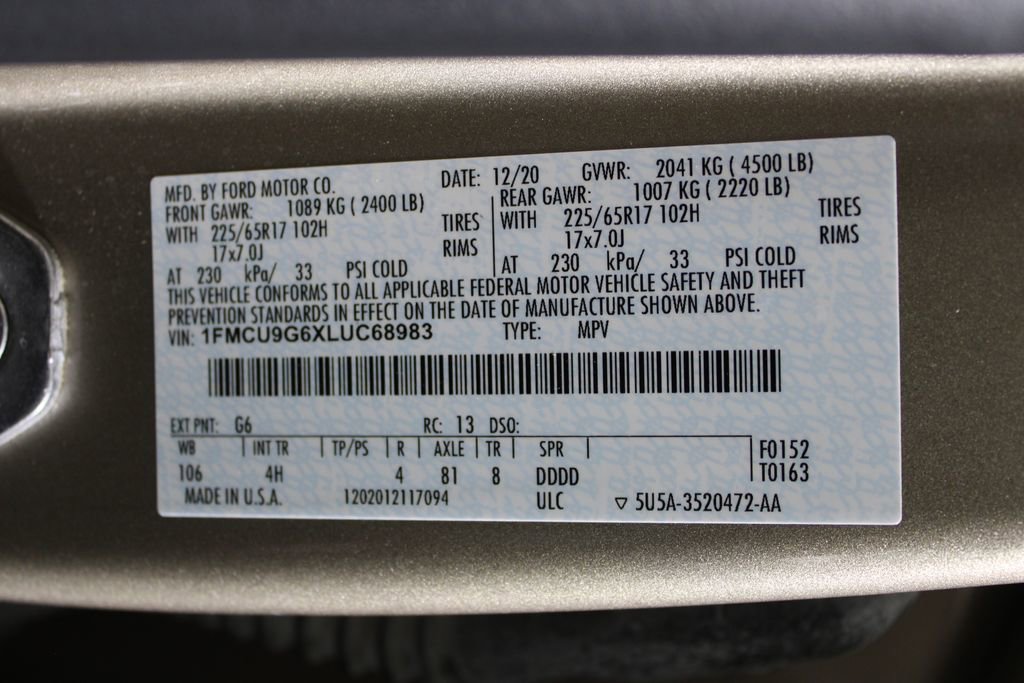 MFD. BY FORD MOTOR CO. DATE: 12/20 GVWR: 2041 KG ( 4500 LB)
FRONT GAWR: 1089 KG ( 2400 LB) REAR GAWR: 1007 KG ( 2220 LB)
WITH 225/65R17 102H TIRES WITH 225/65R17 102H TIRES
17x7.0J RIMS 17x7.0J RIMS
AT 230 kPa/ 33 PSI COLD AT 230 kPa/ 33 PSI COLD
THIS VEHICLE CONFORMS TO ALL APPLICABLE FEDERAL MOTOR VEHICLE SAFETY AND THEFT
PREVENTION STANDARDS IN EFFECT ON THE DATE OF MANUFACTURE SHOWN ABOVE.
VIN: 1FMCU9G6XLUC68983 TYPE: MPV
EXT PNT: G6 RC: 13 DSO:
WB INT TR TP/PS R AXLE TR SPR F0152
106 4H 4 81 8 DDDD T0163
MADE IN U.S.A. 1202012117094 ULC ▽ 5U5A-3520472-AA